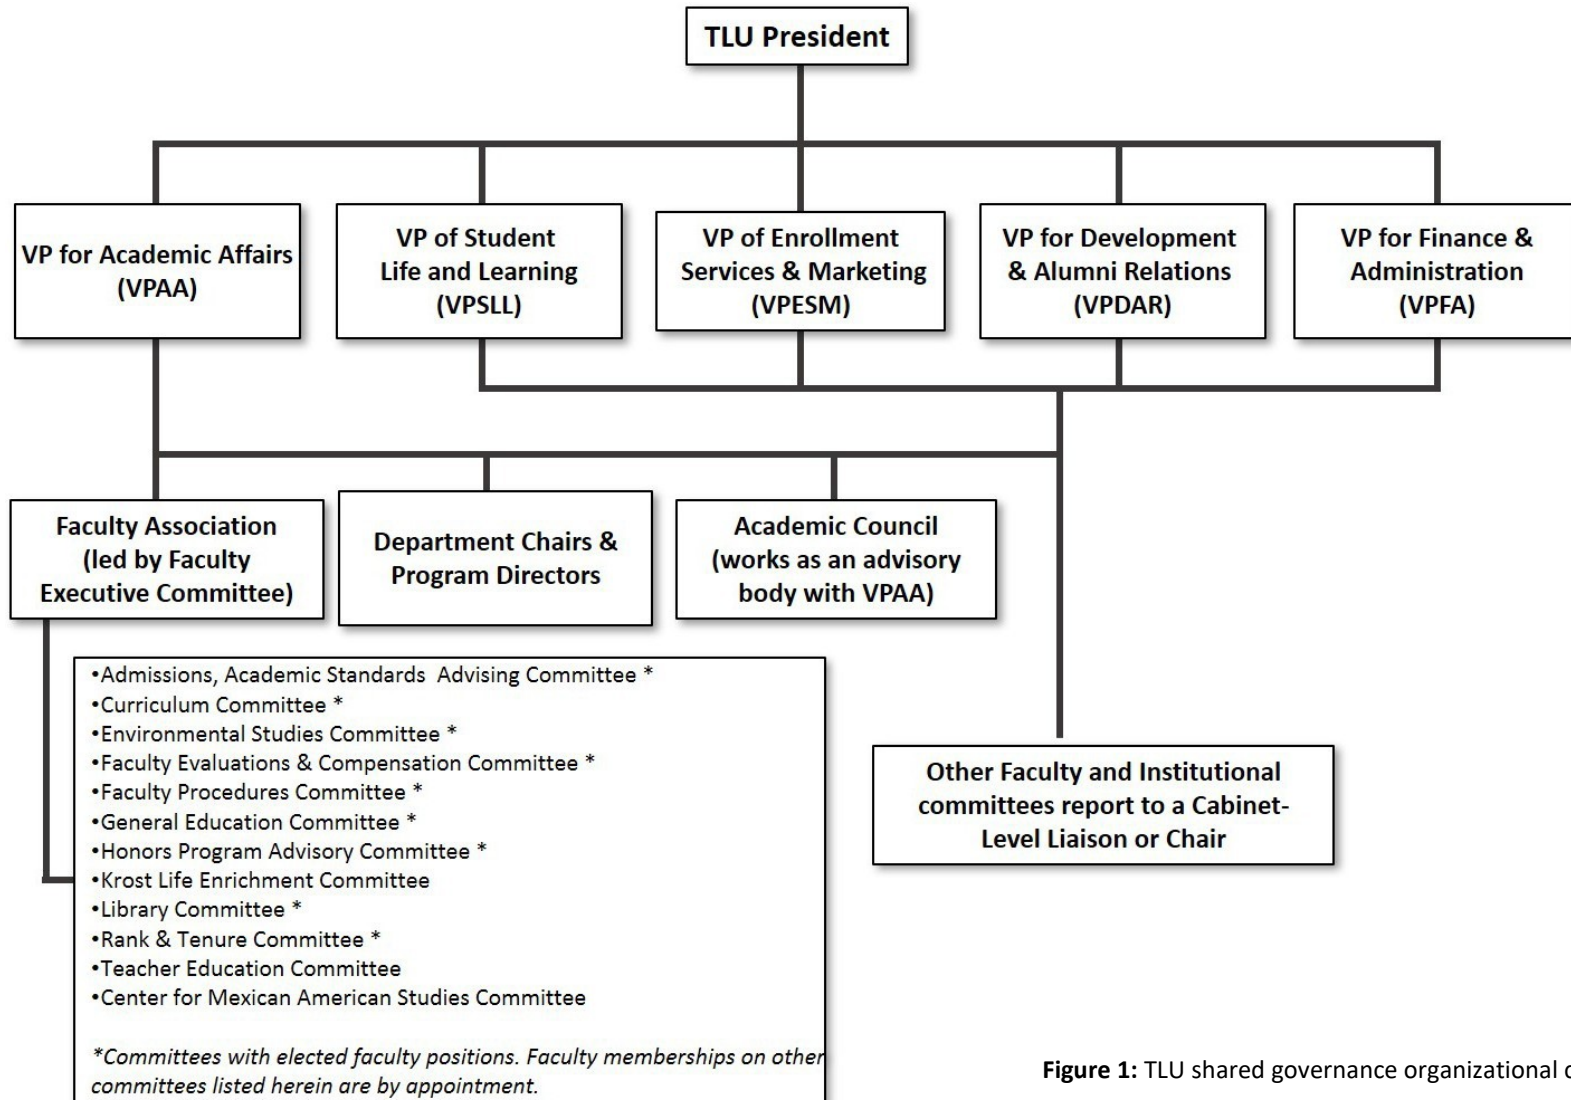 TLU President
VP for Academic Affairs
(VPAA)
VP of Student
Life and Learning
(VPSLL)
VP of Enrollment
Services & Marketing
(VPESM)
VP for Development
& Alumni Relations
(VPDAR)
VP for Finance &
Administration
(VPFA)
Faculty Association
(led by Faculty
Executive Committee)
Department Chairs &
Program Directors
Academic Council
(works as an advisory
body with VPAA)
•Admissions, Academic Standards  Advising Committee *
•Curriculum Committee *
•Environmental Studies Committee *
•Faculty Evaluations & Compensation Committee *
•Faculty Procedures Committee *
•General Education Committee *
•Honors Program Advisory Committee *
•Krost Life Enrichment Committee
•Library Committee *
•Rank & Tenure Committee *
•Teacher Education Committee
•Center for Mexican American Studies Committee
*Committees with elected faculty positions. Faculty memberships on other
committees listed herein are by appointment.
Other Faculty and Institutional
committees report to a Cabinet-
Level Liaison or Chair
Figure 1: TLU shared governance organizational